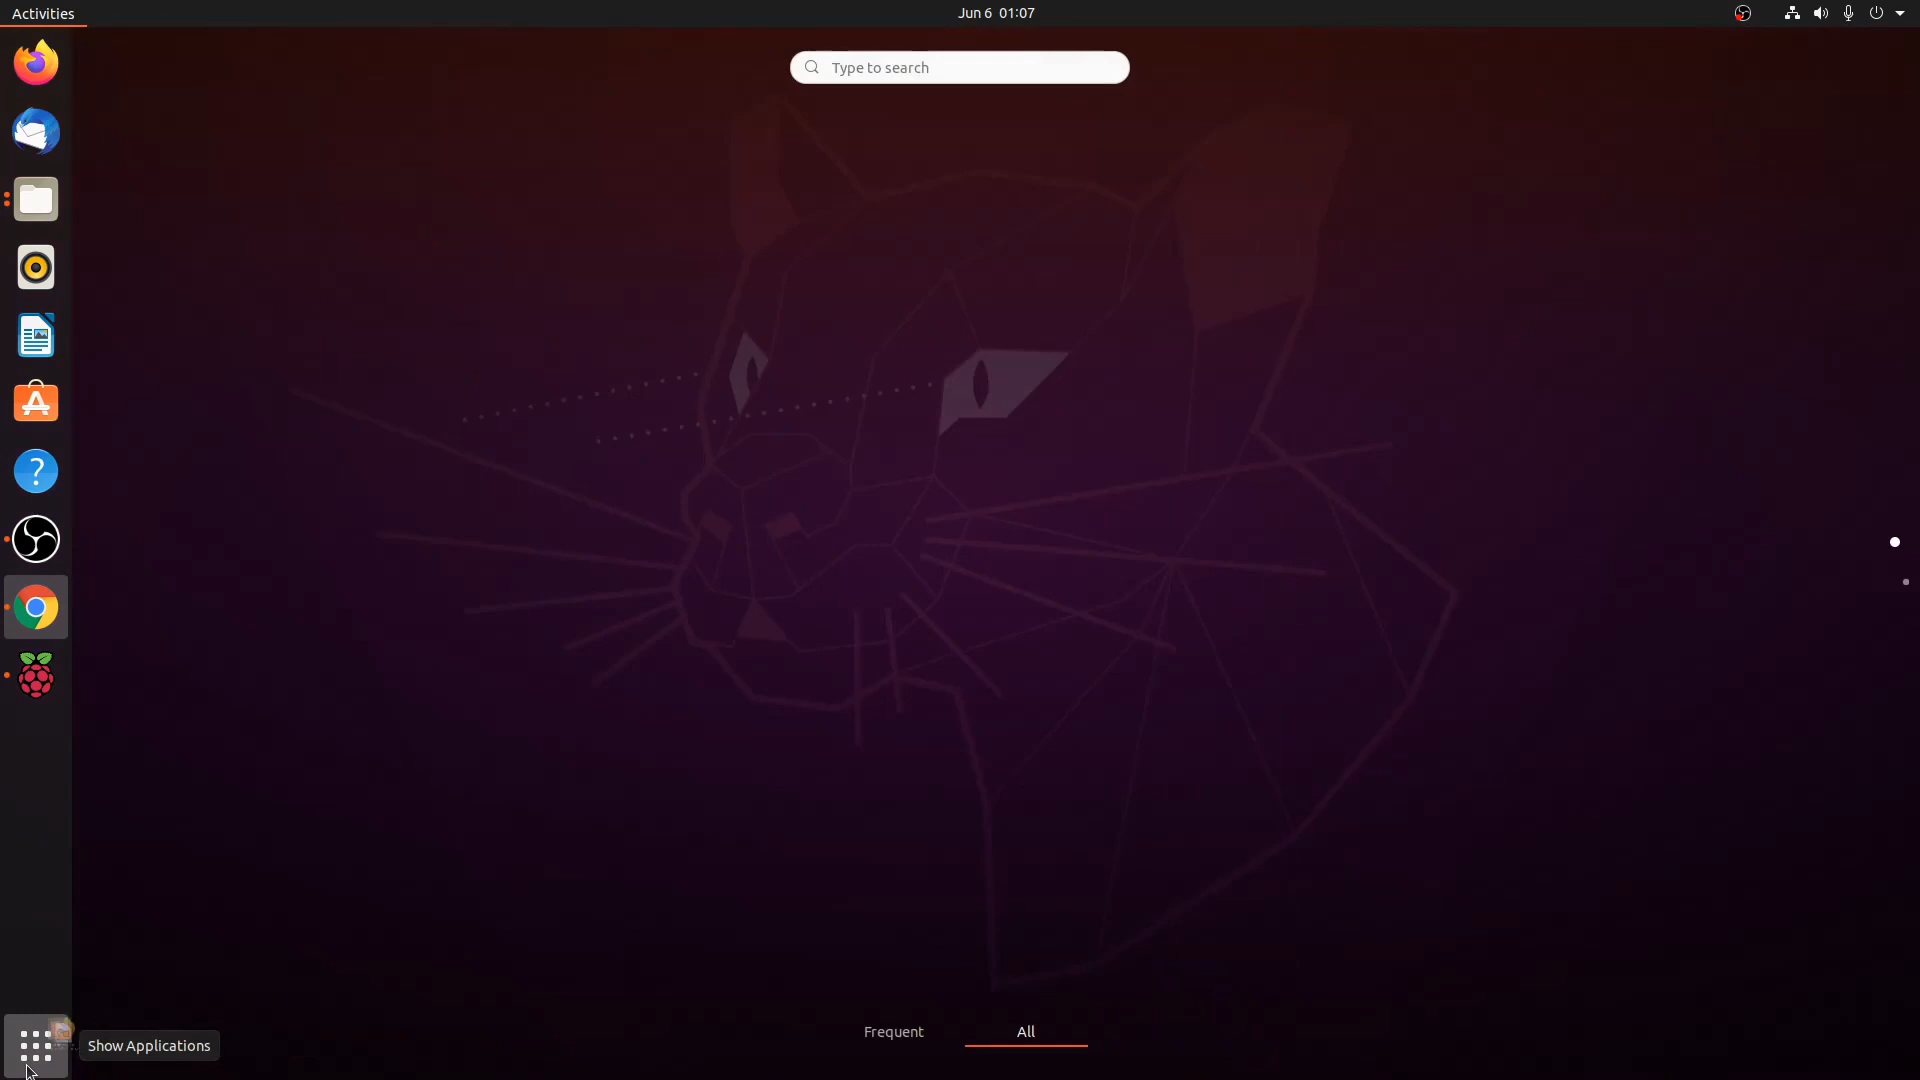 Activities
Jun 6 01:07
Type to search
Frequent
All
Show Applications